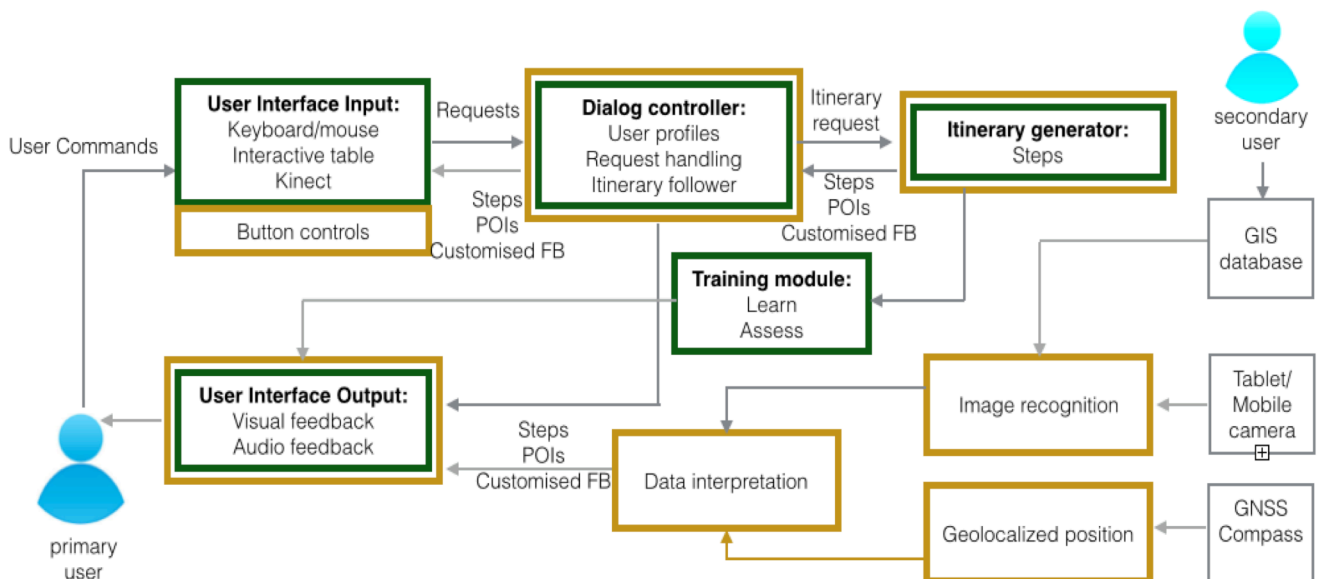 User Commands
User Interface Input:
Keyboard/mouse
Interactive table
Kinect
Button controls
Requests
Steps
POIs
Customised FB
Dialog controller:
User profiles
Request handling
Itinerary follower
Itinerary
request
Steps
POIs
Customised FB
Itinerary generator:
Steps
secondary
user
GIS
database
Training module:
Learn
Assess
User Interface Output:
Visual feedback
Audio feedback
Steps
POIs
Customised FB
Data interpretation
Image recognition
Tablet/
Mobile
camera
Geolocalized position
GNSS
Compass
primary
user